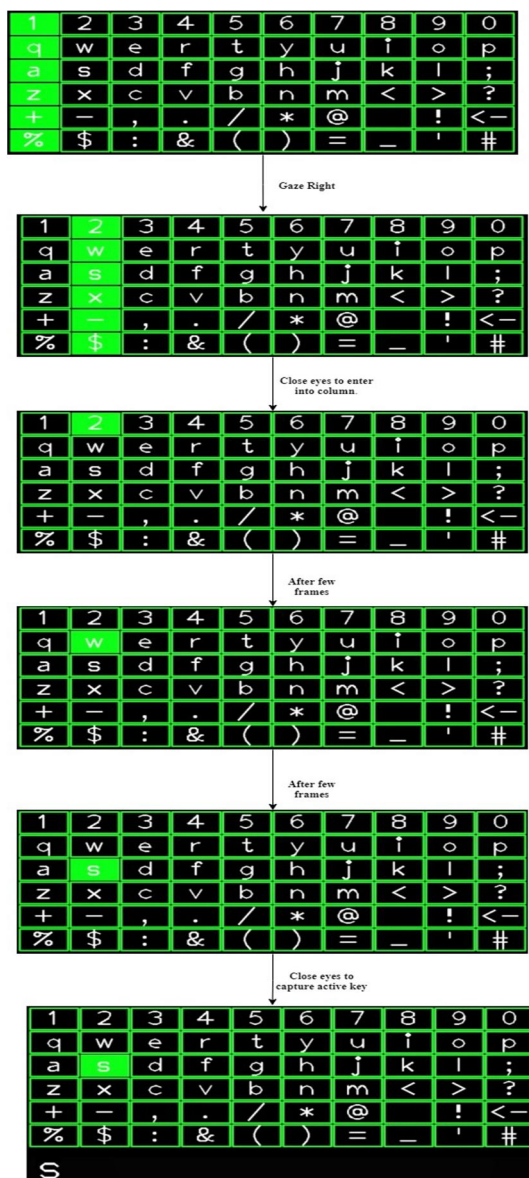 1 2 3 4 5 6 7 8 9 0
q w e r t y u i o p
a s d f g h j k l ;
z x c v b n m < > ?
+ - , . / * @ ! <-
% $ : & ( ) = _ ' #
Gaze Right
1 2 3 4 5 6 7 8 9 0
q w e r t y u i o p
a s d f g h j k l ;
z x c v b n m < > ?
+ - , . / * @ ! <-
% $ : & ( ) = _ ' #
Close eyes to enter
into column.
1 2 3 4 5 6 7 8 9 0
q w e r t y u i o p
a s d f g h j k l ;
z x c v b n m < > ?
+ - , . / * @ ! <-
% $ : & ( ) = _ ' #
After few
frames
1 2 3 4 5 6 7 8 9 0
q w e r t y u i o p
a s d f g h j k l ;
z x c v b n m < > ?
+ - , . / * @ ! <-
% $ : & ( ) = _ ' #
After few
frames
1 2 3 4 5 6 7 8 9 0
q w e r t y u i o p
a s d f g h j k l ;
z x c v b n m < > ?
+ - , . / * @ ! <-
% $ : & ( ) = _ ' #
Close eyes to
capture active key
1 2 3 4 5 6 7 8 9 0
q w e r t y u i o p
a s d f g h j k l ;
z x c v b n m < > ?
+ - , . / * @ ! <-
% $ : & ( ) = _ ' #
s